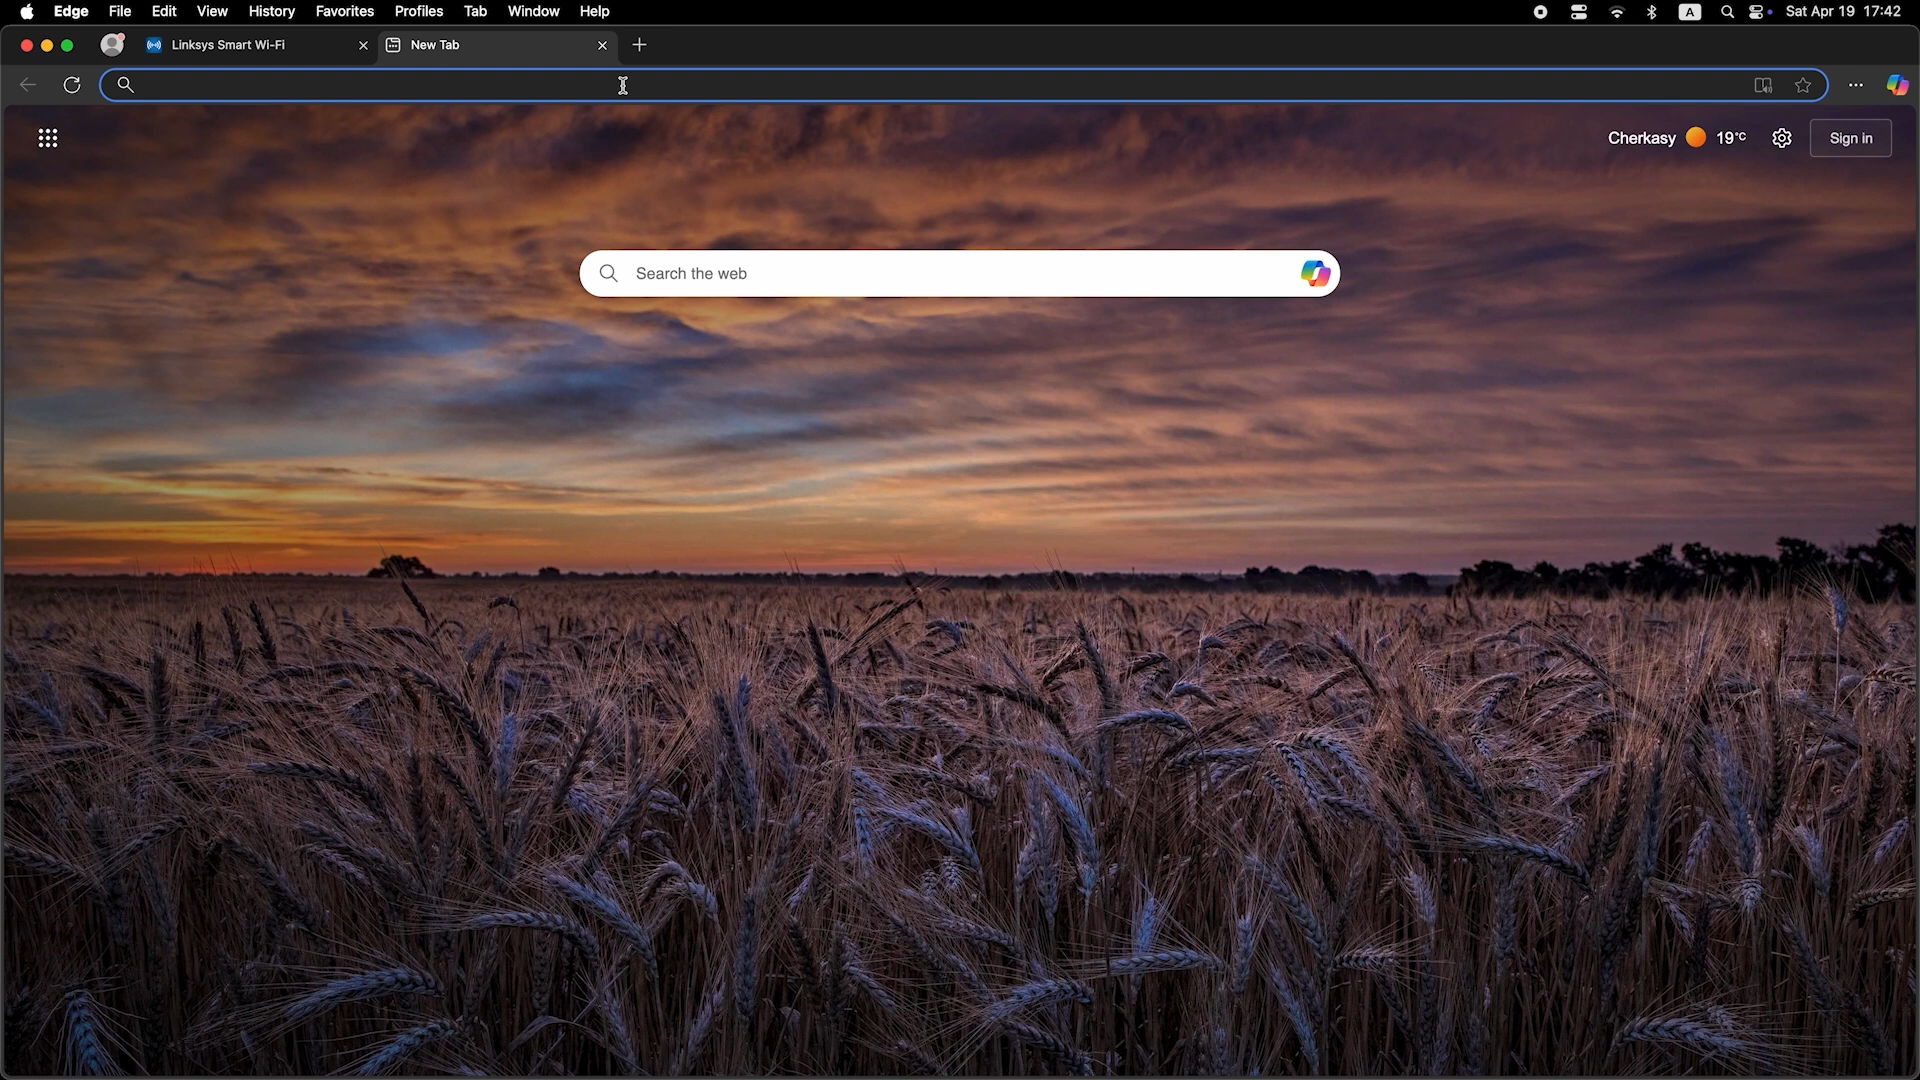 Edge File Edit View History Favorites Profiles Tab Window Help A Sat Apr 19 17:42
Linksys Smart Wi-Fi New Tab
Cherkasy 19°C Sign in
Search the web